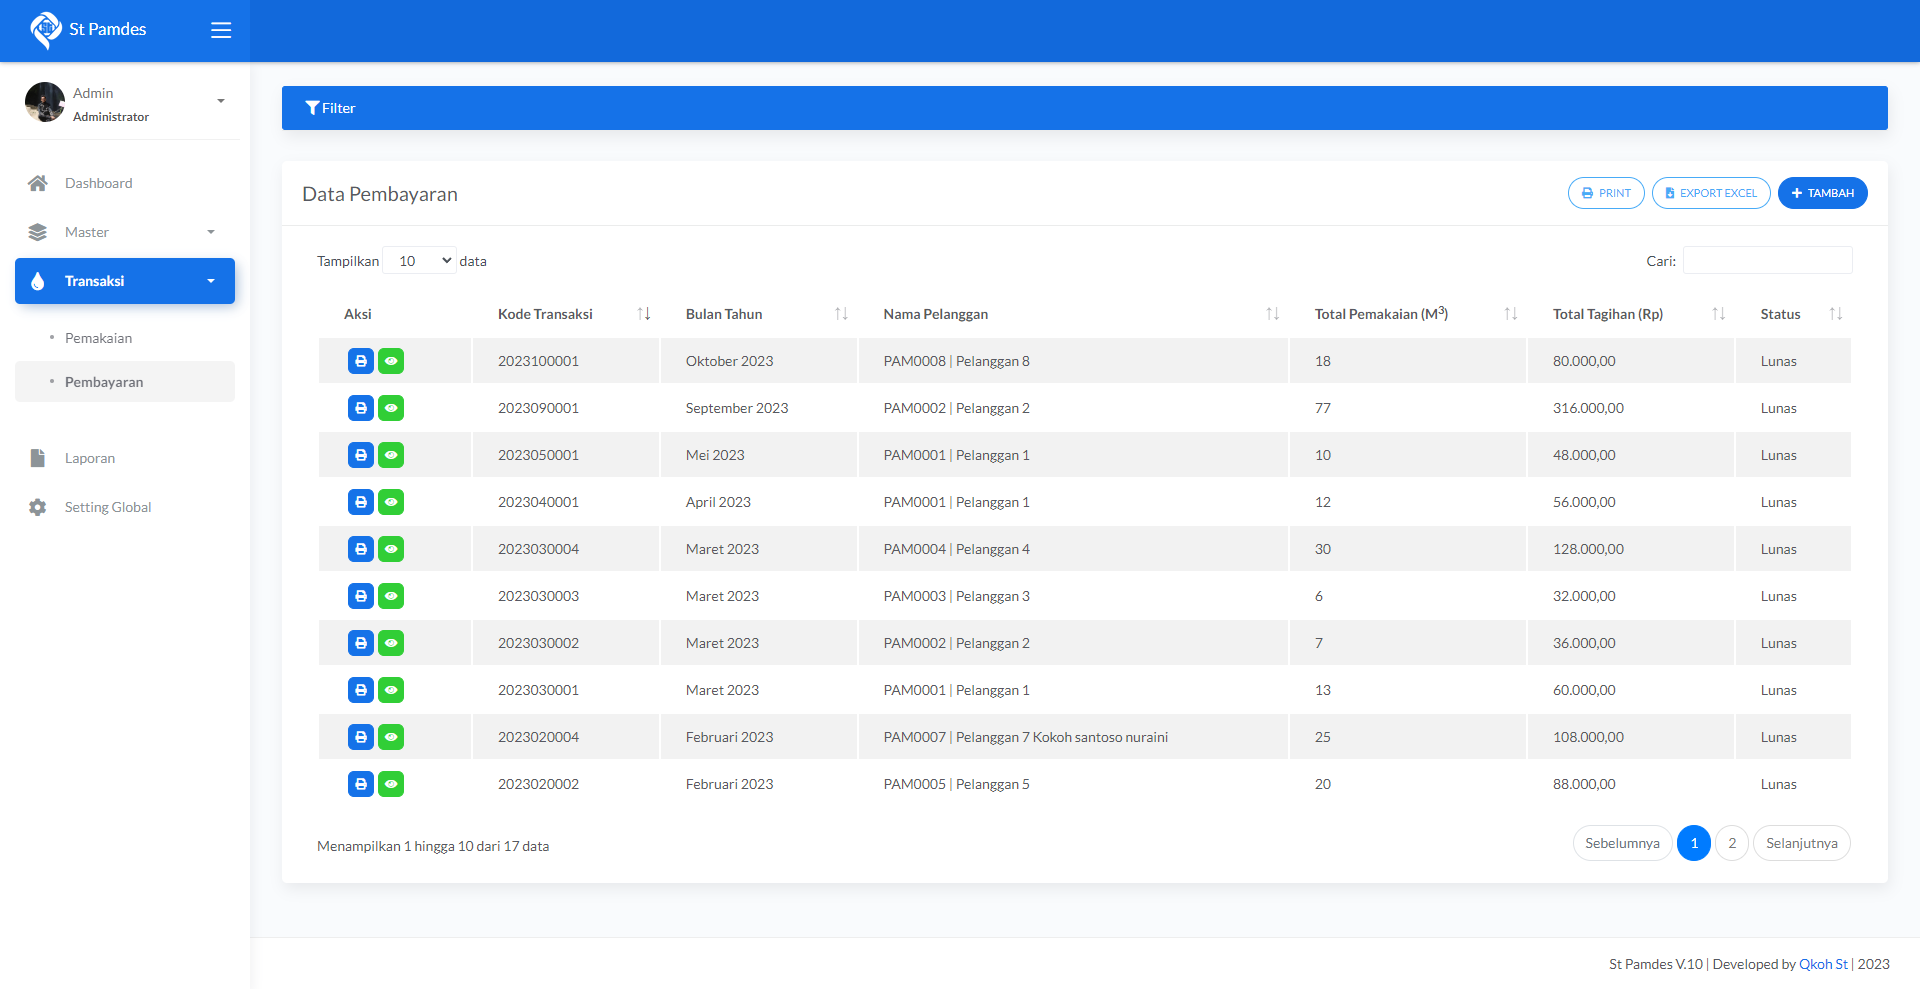 St Pamdes
Admin
Administrator
Dashboard
Master
Transaksi
Pemakaian
Pembayaran
Laporan
Setting Global
Filter
Data Pembayaran
PRINT EXPORT EXCEL TAMBAH
Tampilkan 10 data Cari:
Aksi Kode Transaksi Bulan Tahun Nama Pelanggan Total Pemakaian (M³) Total Tagihan (Rp) Status
2023100001 Oktober 2023 PAM0008 | Pelanggan 8 18 80.000,00 Lunas
2023090001 September 2023 PAM0002 | Pelanggan 2 77 316.000,00 Lunas
2023050001 Mei 2023 PAM0001 | Pelanggan 1 10 48.000,00 Lunas
2023040001 April 2023 PAM0001 | Pelanggan 1 12 56.000,00 Lunas
2023030004 Maret 2023 PAM0004 | Pelanggan 4 30 128.000,00 Lunas
2023030003 Maret 2023 PAM0003 | Pelanggan 3 6 32.000,00 Lunas
2023030002 Maret 2023 PAM0002 | Pelanggan 2 7 36.000,00 Lunas
2023030001 Maret 2023 PAM0001 | Pelanggan 1 13 60.000,00 Lunas
2023020004 Februari 2023 PAM0007 | Pelanggan 7 Kokoh santoso nuraini 25 108.000,00 Lunas
2023020002 Februari 2023 PAM0005 | Pelanggan 5 20 88.000,00 Lunas
Menampilkan 1 hingga 10 dari 17 data
Sebelumnya 1 2 Selanjutnya
St Pamdes V.10 | Developed by Qkoh St | 2023